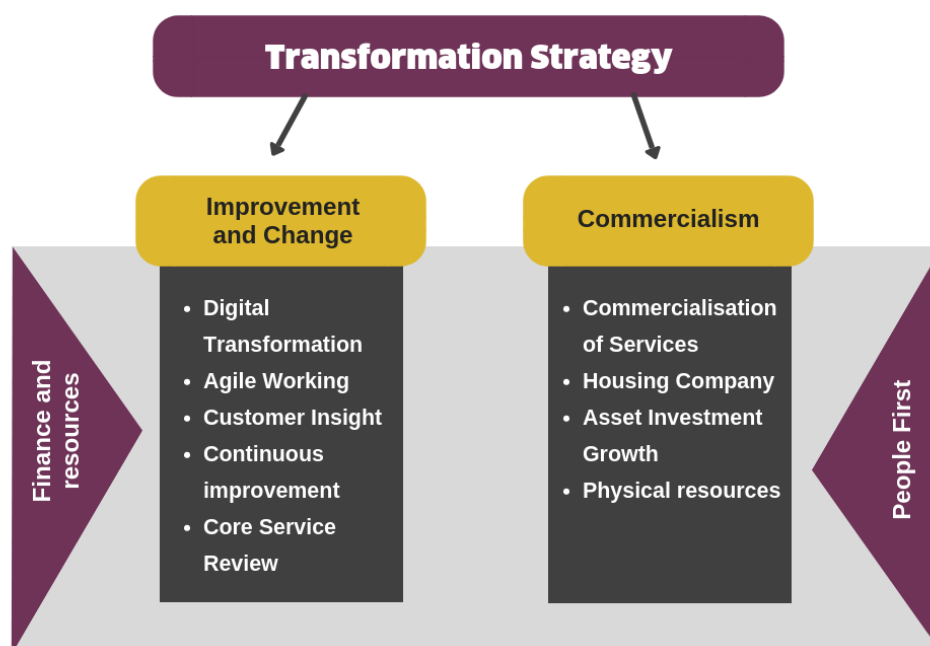 Transformation Strategy
Improvement
and Change
Commercialism
Finance and
resources
• Digital
Transformation
• Agile Working
• Customer Insight
• Continuous
improvement
• Core Service
Review
• Commercialisation
of Services
• Housing Company
• Asset Investment
Growth
• Physical resources
People First